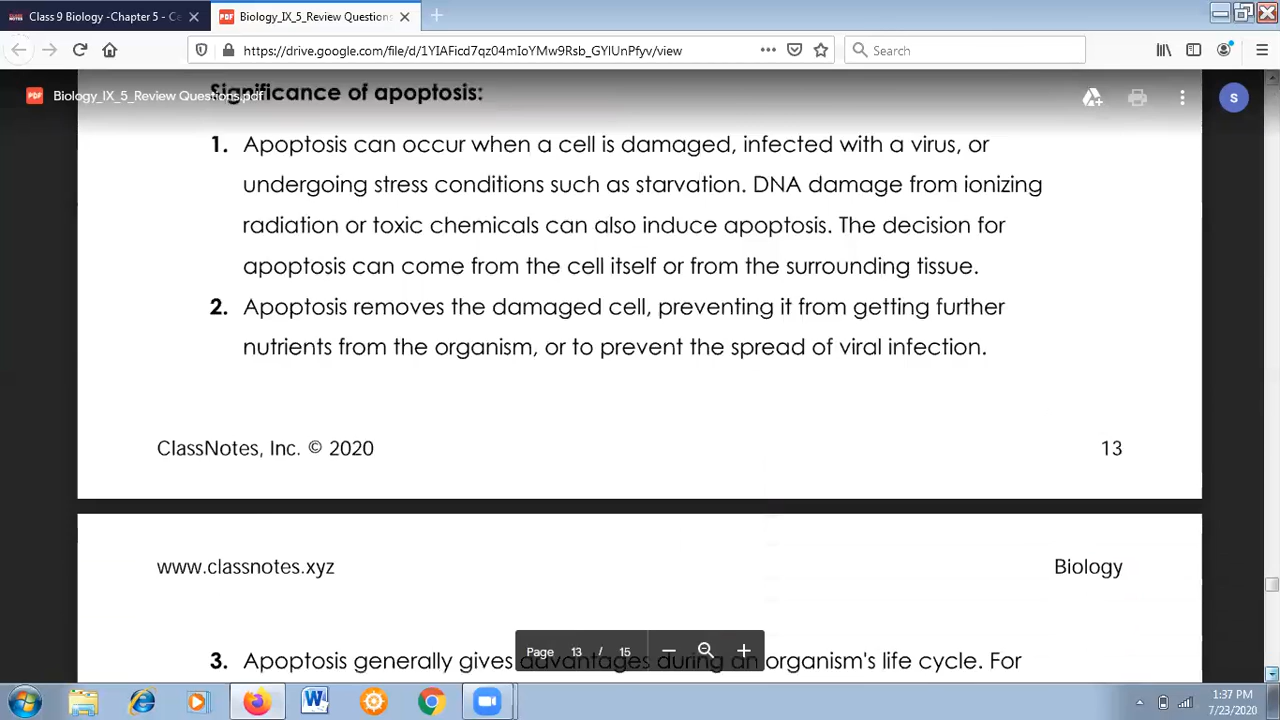 Class 9 Biology -Chapter 5 - Ce
Biology_IX_5_Review Questions
https://drive.google.com/file/d/1YIAFicd7qz04mIoYMw9Rsb_GYlUnPfyv/view
Search
Significance of apoptosis:
PDF Biology_IX_5_Review Questions.pdf
S
1. Apoptosis can occur when a cell is damaged, infected with a virus, or
undergoing stress conditions such as starvation. DNA damage from ionizing
radiation or toxic chemicals can also induce apoptosis. The decision for
apoptosis can come from the cell itself or from the surrounding tissue.
2. Apoptosis removes the damaged cell, preventing it from getting further
nutrients from the organism, or to prevent the spread of viral infection.
ClassNotes, Inc. © 2020 13
www.classnotes.xyz Biology
Page 13 / 15
3. Apoptosis generally gives advantages during an organism's life cycle. For
1:37 PM
7/23/2020